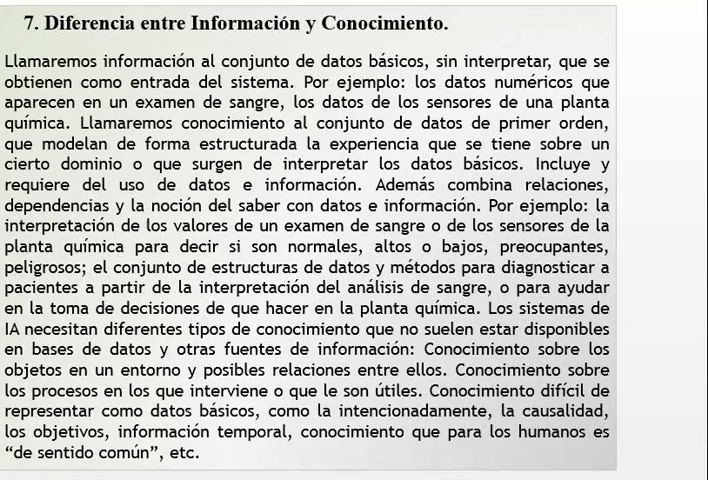 7. Diferencia entre Información y Conocimiento.
Llamaremos información al conjunto de datos básicos, sin interpretar, que se
obtienen como entrada del sistema. Por ejemplo: los datos numéricos que
aparecen en un examen de sangre, los datos de los sensores de una planta
química. Llamaremos conocimiento al conjunto de datos de primer orden,
que modelan de forma estructurada la experiencia que se tiene sobre un
cierto dominio o que surgen de interpretar los datos básicos. Incluye y
requiere del uso de datos e información. Además combina relaciones,
dependencias y la noción del saber con datos e información. Por ejemplo: la
interpretación de los valores de un examen de sangre o de los sensores de la
planta química para decir si son normales, altos o bajos, preocupantes,
peligrosos; el conjunto de estructuras de datos y métodos para diagnosticar a
pacientes a partir de la interpretación del análisis de sangre, o para ayudar
en la toma de decisiones de que hacer en la planta química. Los sistemas de
IA necesitan diferentes tipos de conocimiento que no suelen estar disponibles
en bases de datos y otras fuentes de información: Conocimiento sobre los
objetos en un entorno y posibles relaciones entre ellos. Conocimiento sobre
los procesos en los que interviene o que le son útiles. Conocimiento difícil de
representar como datos básicos, como la intencionadamente, la causalidad,
los objetivos, información temporal, conocimiento que para los humanos es
“de sentido común”, etc.